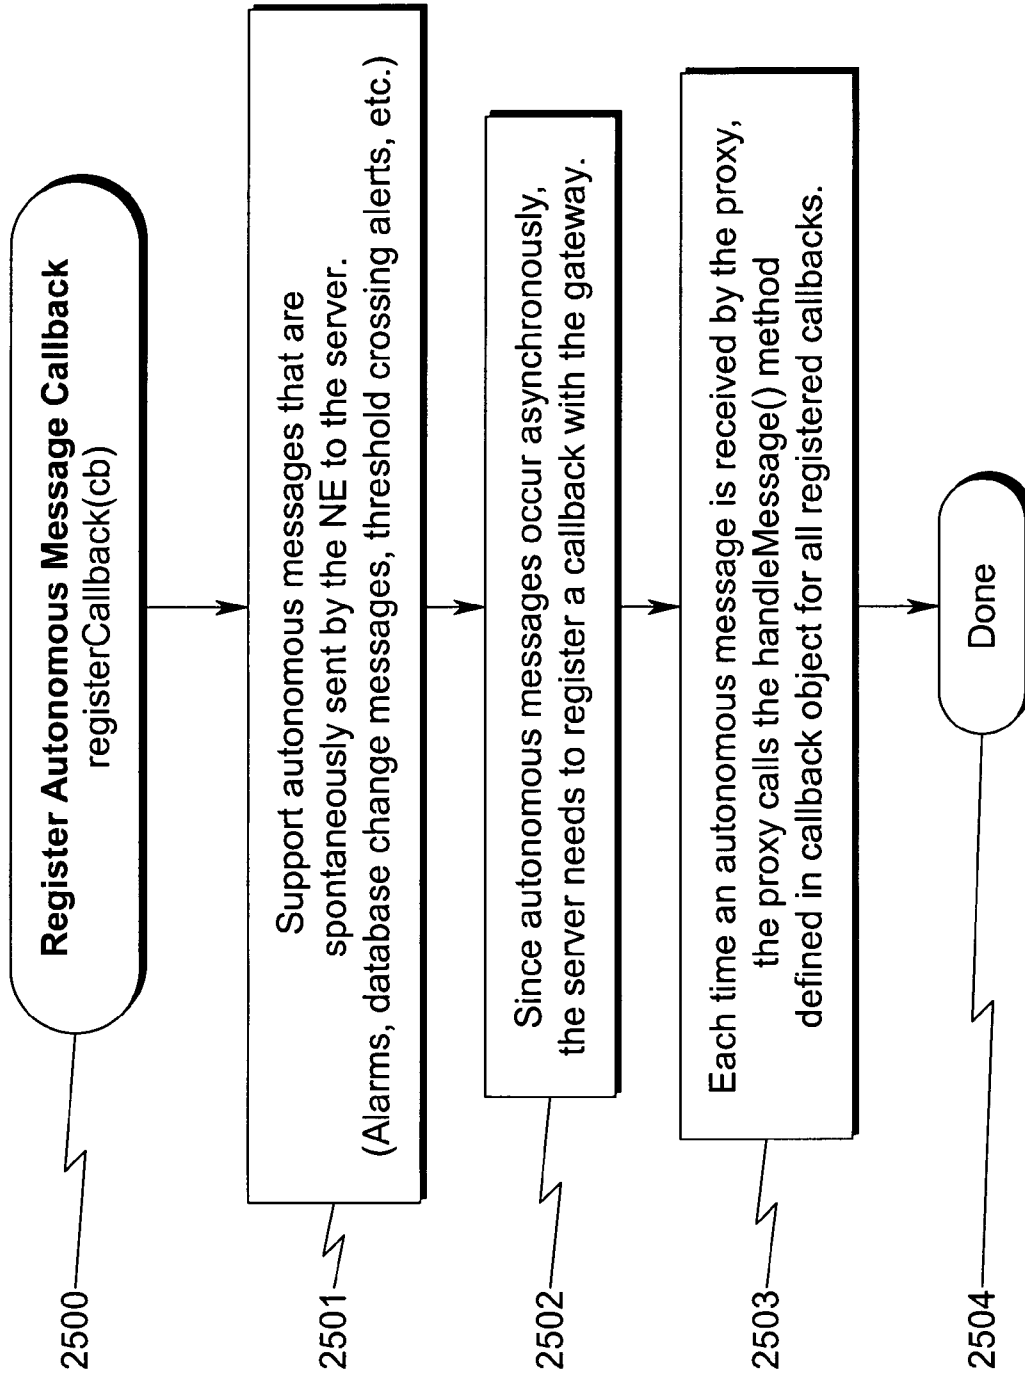 2500
Register Autonomous Message Callback
registerCallback(cb)
2501
Support autonomous messages that are
spontaneously sent by the NE to the server.
(Alarms, database change messages, threshold crossing alerts, etc.)
2502
Since autonomous messages occur asynchronously,
the server needs to register a callback with the gateway.
2503
Each time an autonomous message is received by the proxy,
the proxy calls the handleMessage() method
defined in callback object for all registered callbacks.
2504
Done